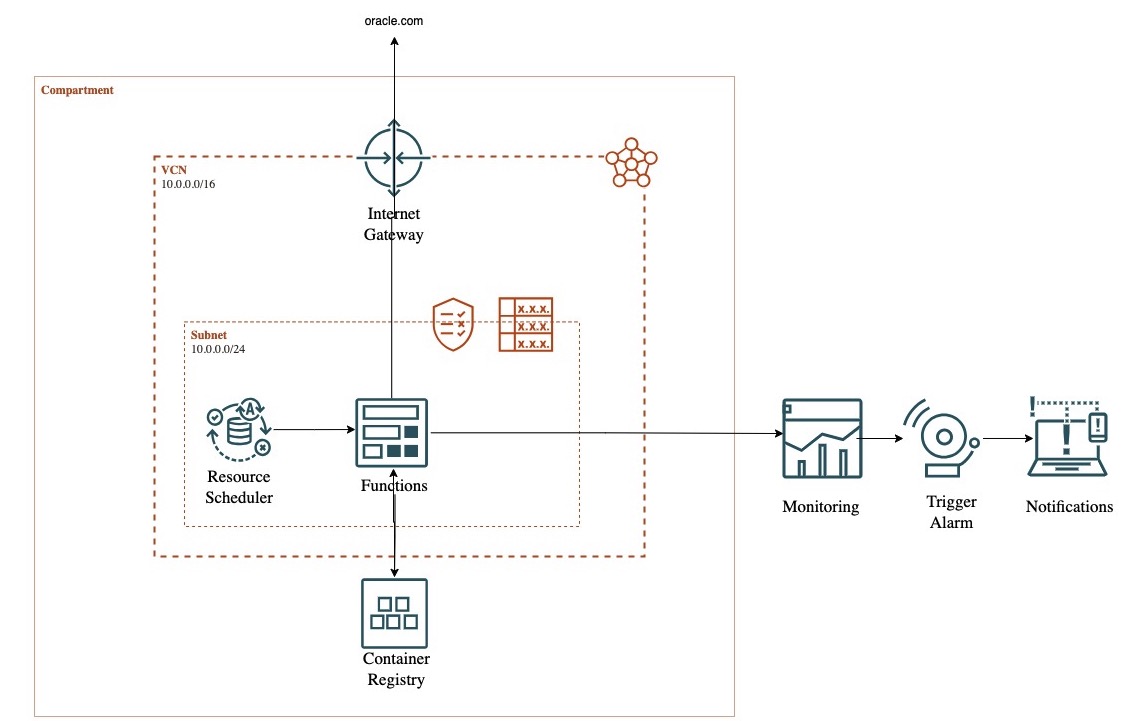 oracle.com
Compartment
VCN
10.0.0.0/16
Internet
Gateway
X.X.X.
X.X.X.
X.X.X.
Subnet
10.0.0.0/24
A
Resource
Scheduler
Functions
Monitoring
Trigger
Alarm
Notifications
Container
Registry